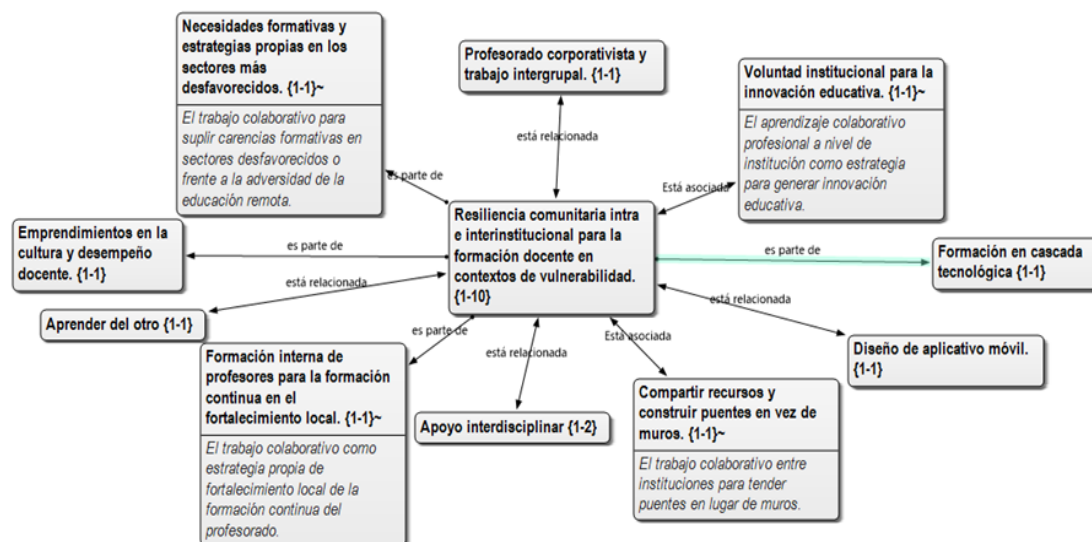 Necesidades formativas y
estrategias propias en los
sectores más
desfavorecidos. {1-1}~
El trabajo colaborativo para
suplir carencias formativas en
sectores desfavorecidos o
frente a la adversidad de la
educación remota.
Profesorado corporativista y
trabajo intergrupal. {1-1}
Voluntad institucional para la
innovación educativa. {1-1}~
El aprendizaje colaborativo
profesional a nivel de
institución como estrategia
para generar innovación
educativa.
está relacionada
es parte de
Está asociada
Resiliencia comunitaria intra
e interinstitucional para la
formación docente en
contextos de vulnerabilidad.
{1-10}
Emprendimientos en la
cultura y desempeño
docente. {1-1}
es parte de
es parte de
Formación en cascada
tecnológica {1-1}
está relacionada
está relacionada
Aprender del otro {1-1}
es parte de
está relacionada
Está asociada
Diseño de aplicativo móvil.
{1-1}
Formación interna de
profesores para la formación
continua en el
fortalecimiento local. {1-1}~
El trabajo colaborativo como
estrategia propia de
fortalecimiento local de la
formación continua del
profesorado.
Apoyo interdisciplinar {1-2}
Compartir recursos y
construir puentes en vez de
muros. {1-1}~
El trabajo colaborativo entre
instituciones para tender
puentes en lugar de muros.